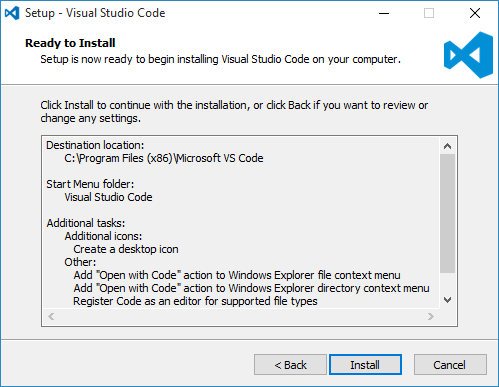 Setup - Visual Studio Code
Ready to Install
Setup is now ready to begin installing Visual Studio Code on your computer.
Click Install to continue with the installation, or click Back if you want to review or
change any settings.
Destination location:
C:\Program Files (x86)\Microsoft VS Code
Start Menu folder:
Visual Studio Code
Additional tasks:
Additional icons:
Create a desktop icon
Other:
Add "Open with Code" action to Windows Explorer file context menu
Add "Open with Code" action to Windows Explorer directory context menu
Register Code as an editor for supported file types
< Back
Install
Cancel